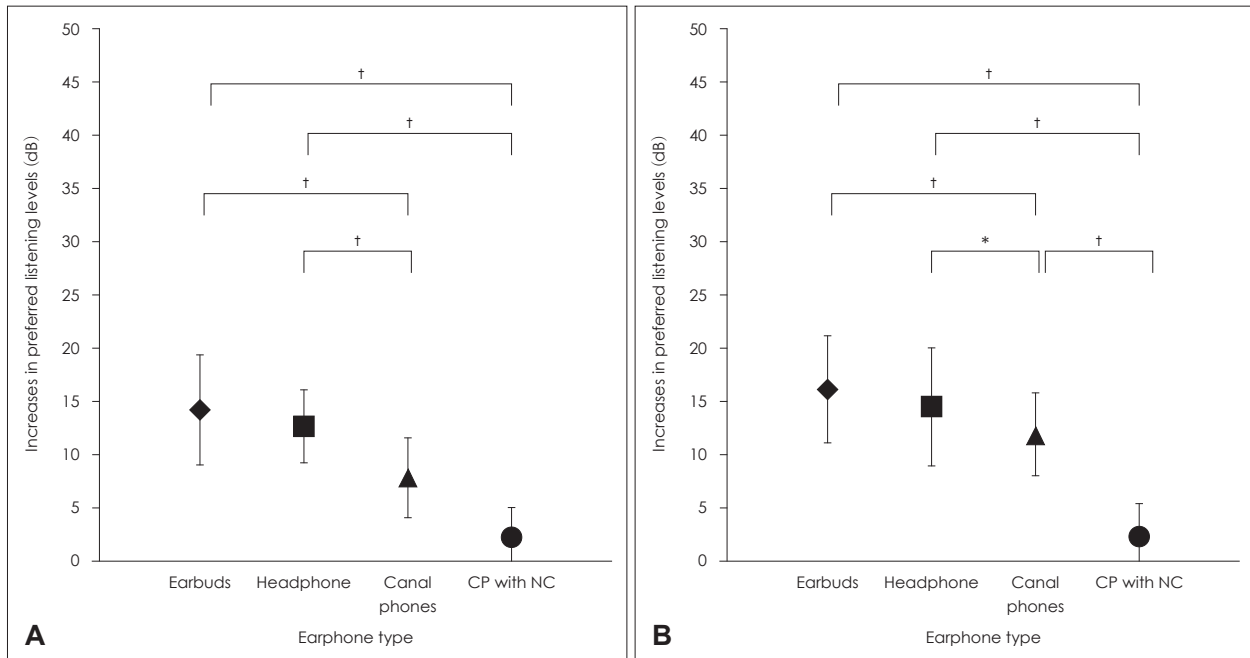 Increases in preferred listening levels (dB)
50
45
40
35
30
25
20
15
10
5
0
†
†
†
†
Earbuds
Headphone
Canal
phones
CP with NC
Earphone type
A
Increases in preferred listening levels (dB)
50
45
40
35
30
25
20
15
10
5
0
†
†
†
*
†
Earbuds
Headphone
Canal
phones
CP with NC
Earphone type
B